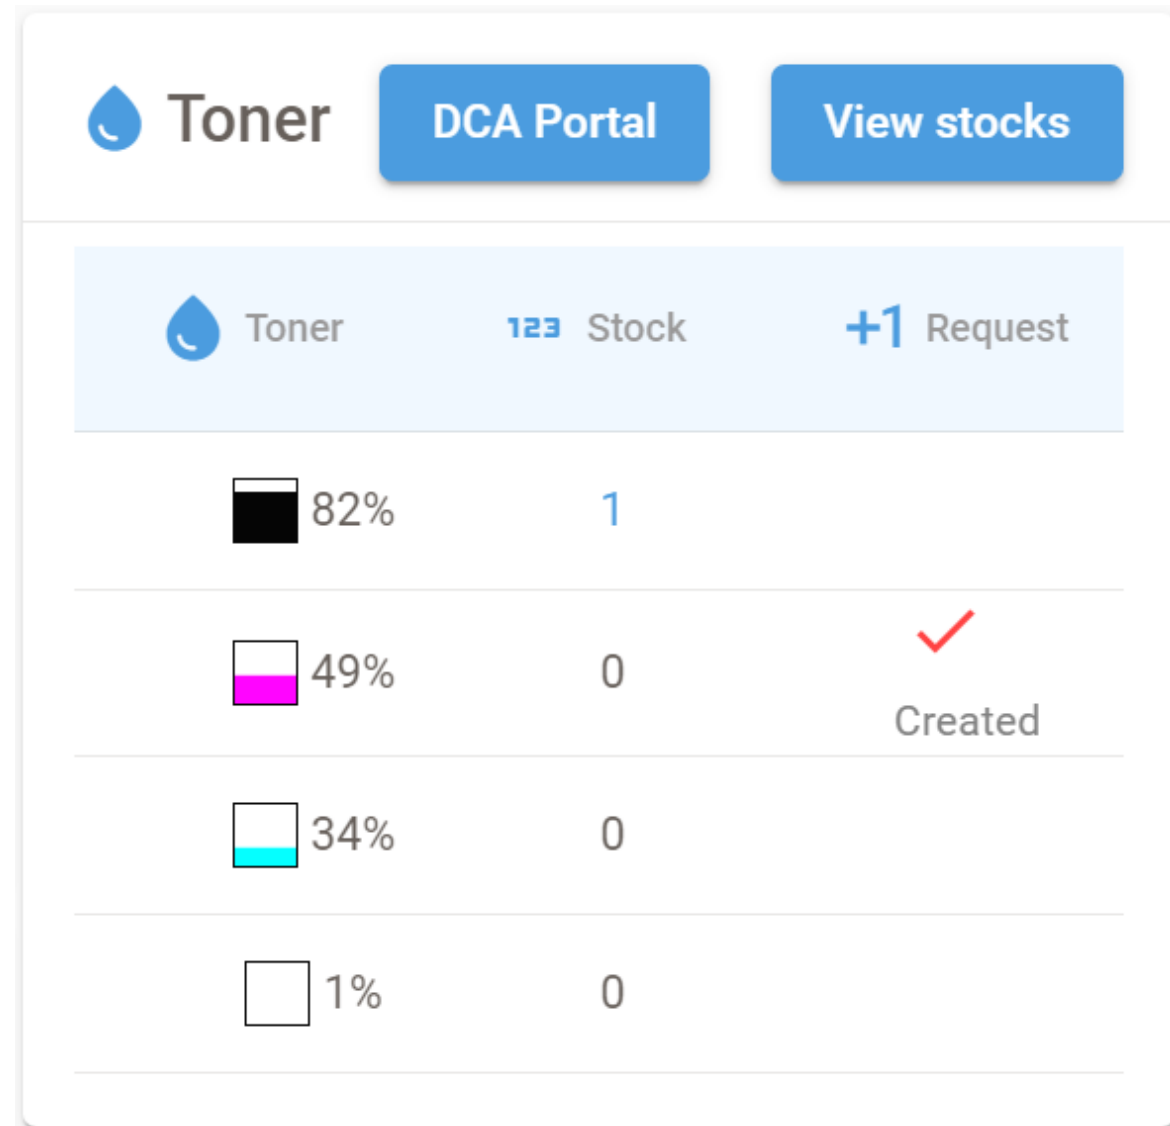 Toner DCA Portal View stocks
Toner 123 Stock +1 Request
82% 1
49% 0
Created
34% 0
1% 0